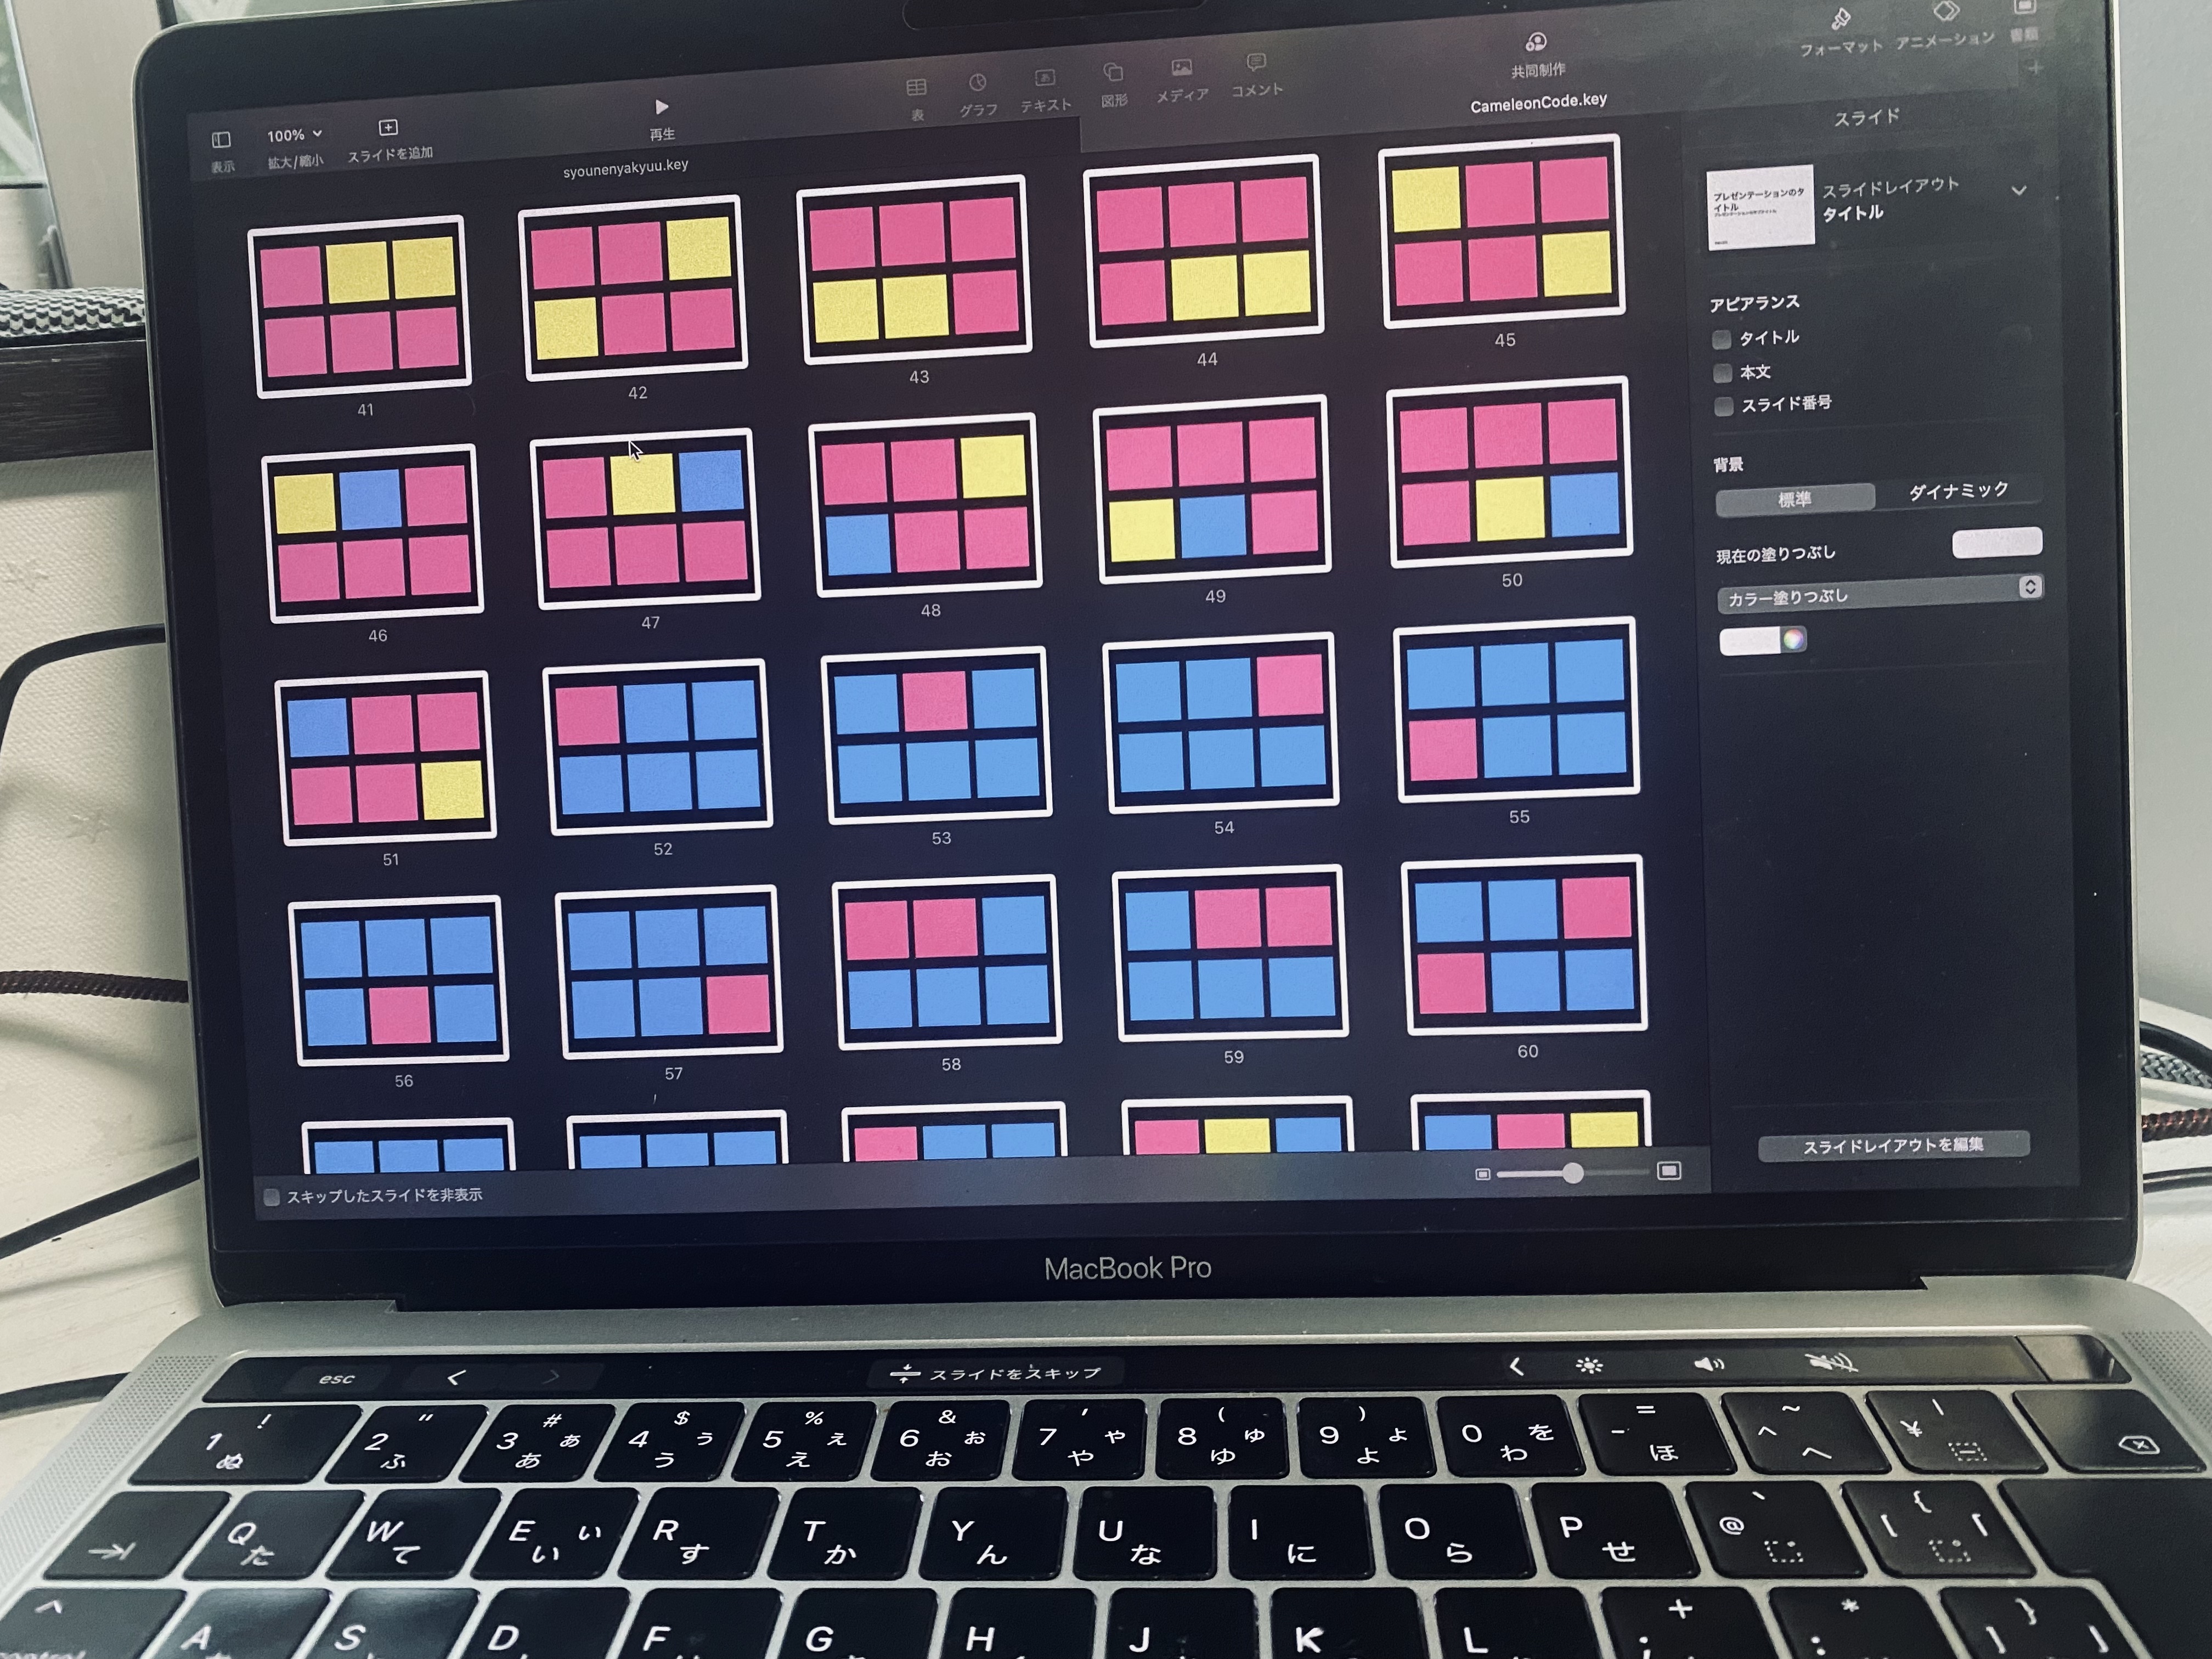 表示
100%
拡大/縮小
スライドを追加
再生
表
グラフ
テキスト
図形
メディア
コメント
共同制作
フォーマット
アニメーション
書類
syounenyakyuu.key
CameleonCode.key
スライド
プレゼンテーションのタ
イトル
スライドレイアウト
タイトル
アピアランス
タイトル
本文
スライド番号
背景
標準 ダイナミック
現在の塗りつぶし
カラー塗りつぶし
41 42 43 44 45
46 47 48 49 50
51 52 53 54 55
56 57 58 59 60
スライドレイアウトを編集
スキップしたスライドを非表示
MacBook Pro
esc スライドをスキップ
! " # $ % & ' ( ) = ~ |
1 2 3 あ 4 ぅ 5 ぇ 6 ぉ 7 ゃ 8 ゅ 9 ょ 0 を - ^ ¥
ぬ ふ あ う え お や ゆ よ わ ほ へ
Q W E ぃ R T Y U I O P @ ` [ { 「
た て い す か ん な に ら せ
A S D F G H J K L ; + : * ] } 」